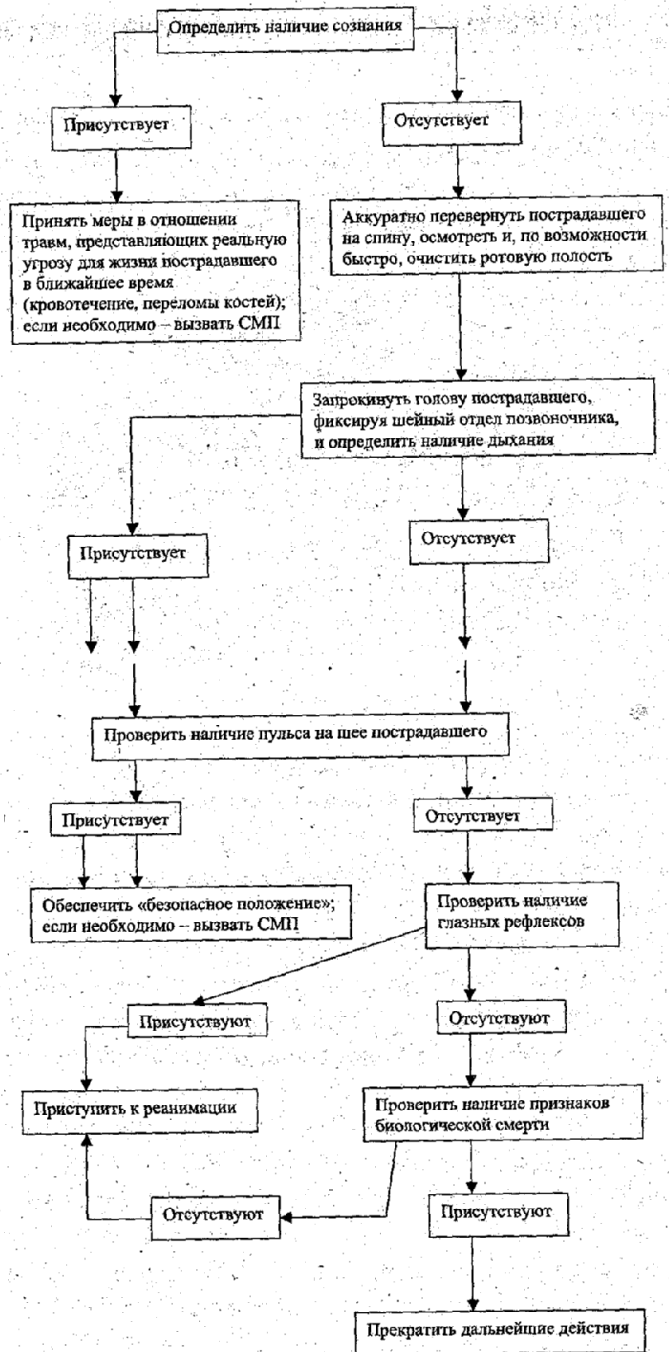 Определить наличие сознания
Присутствует
Отсутствует
Принять меры в отношении
травм, представляющих реальную
угрозу для жизни пострадавшего
в ближайшее время
(кровотечение, переломы костей);
если необходимо – вызвать СМП
Аккуратно перевернуть пострадавшего
на спину, осмотреть и, по возможности
быстро, очистить ротовую полость
Запрокинуть голову пострадавшего,
фиксируя шейный отдел позвоночника,
и определить наличие дыхания
Присутствует
Отсутствует
Проверить наличие пульса на шее пострадавшего
Присутствует
Отсутствует
Обеспечить «безопасное положение»;
если необходимо – вызвать СМП
Проверить наличие
глазных рефлексов
Присутствуют
Отсутствуют
Приступить к реанимации
Проверить наличие признаков
биологической смерти
Отсутствуют
Присутствуют
Прекратить дальнейшие действия